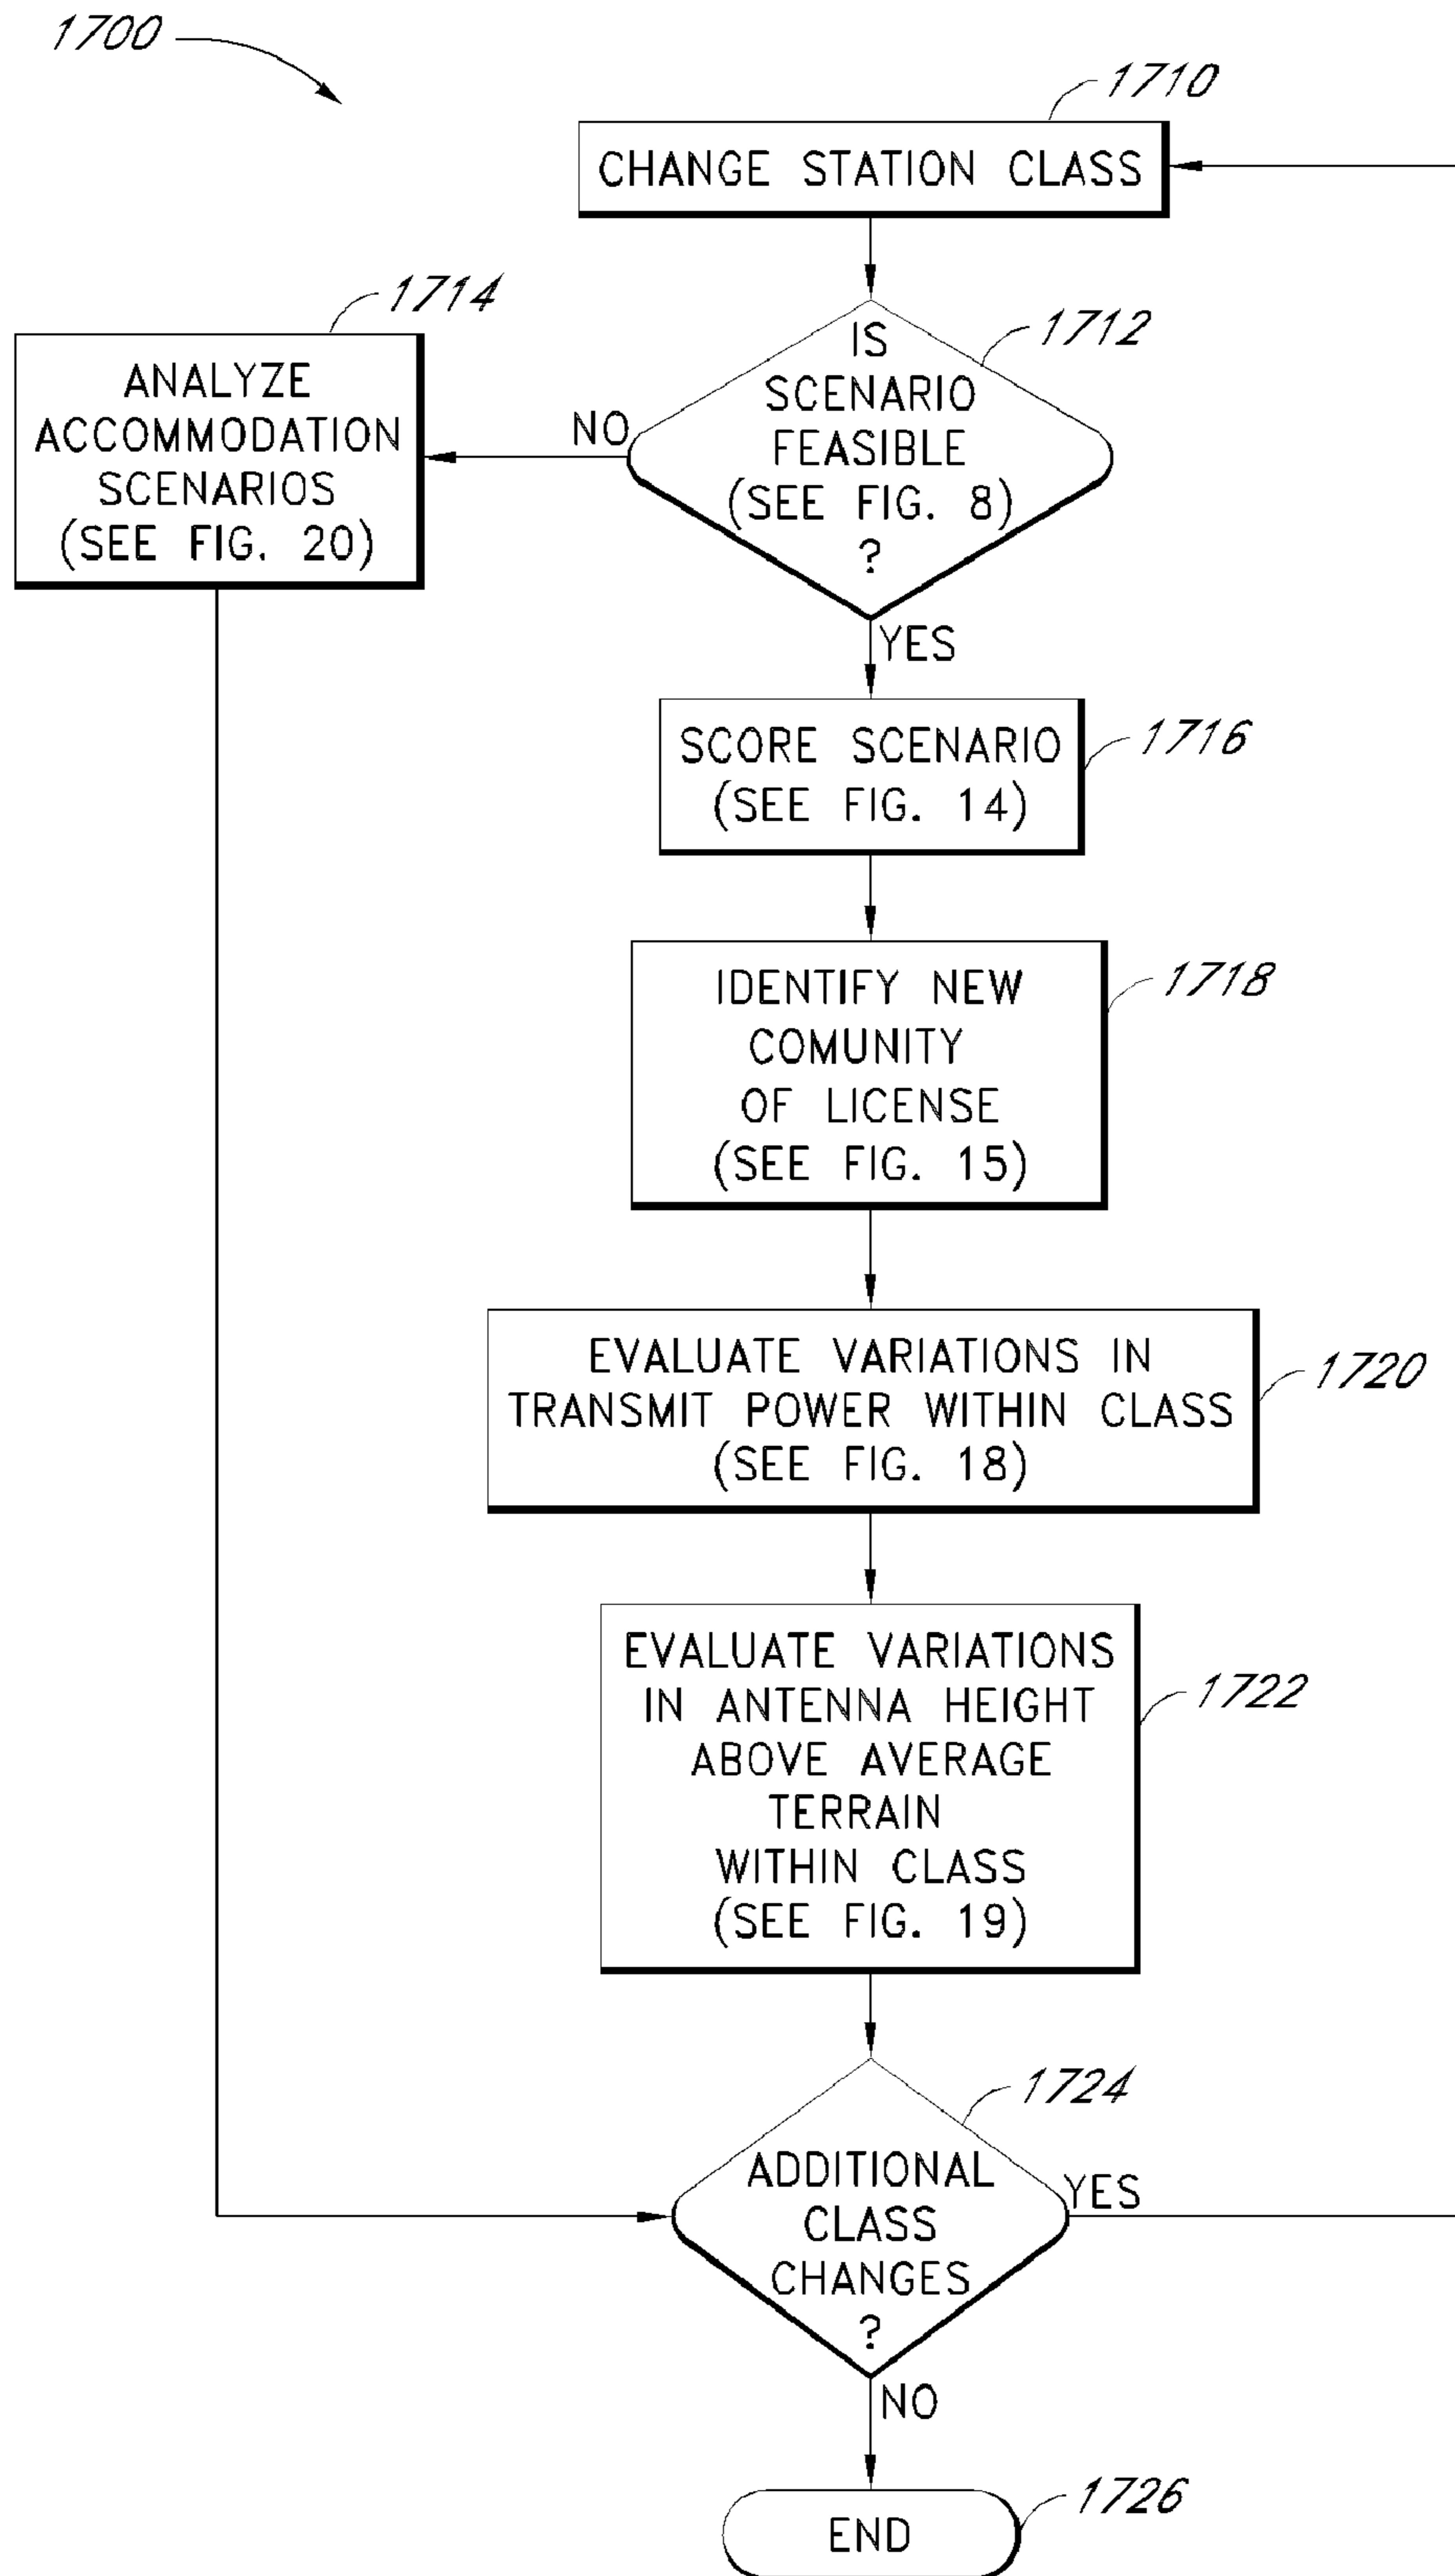 1700
1710
CHANGE STATION CLASS
1712
IS
SCENARIO
FEASIBLE
(SEE FIG. 8)
?
NO
1714
ANALYZE
ACCOMMODATION
SCENARIOS
(SEE FIG. 20)
YES
1716
SCORE SCENARIO
(SEE FIG. 14)
1718
IDENTIFY NEW
COMUNITY
OF LICENSE
(SEE FIG. 15)
1720
EVALUATE VARIATIONS IN
TRANSMIT POWER WITHIN CLASS
(SEE FIG. 18)
1722
EVALUATE VARIATIONS
IN ANTENNA HEIGHT
ABOVE AVERAGE
TERRAIN
WITHIN CLASS
(SEE FIG. 19)
1724
ADDITIONAL
CLASS
CHANGES
?
YES
NO
1726
END